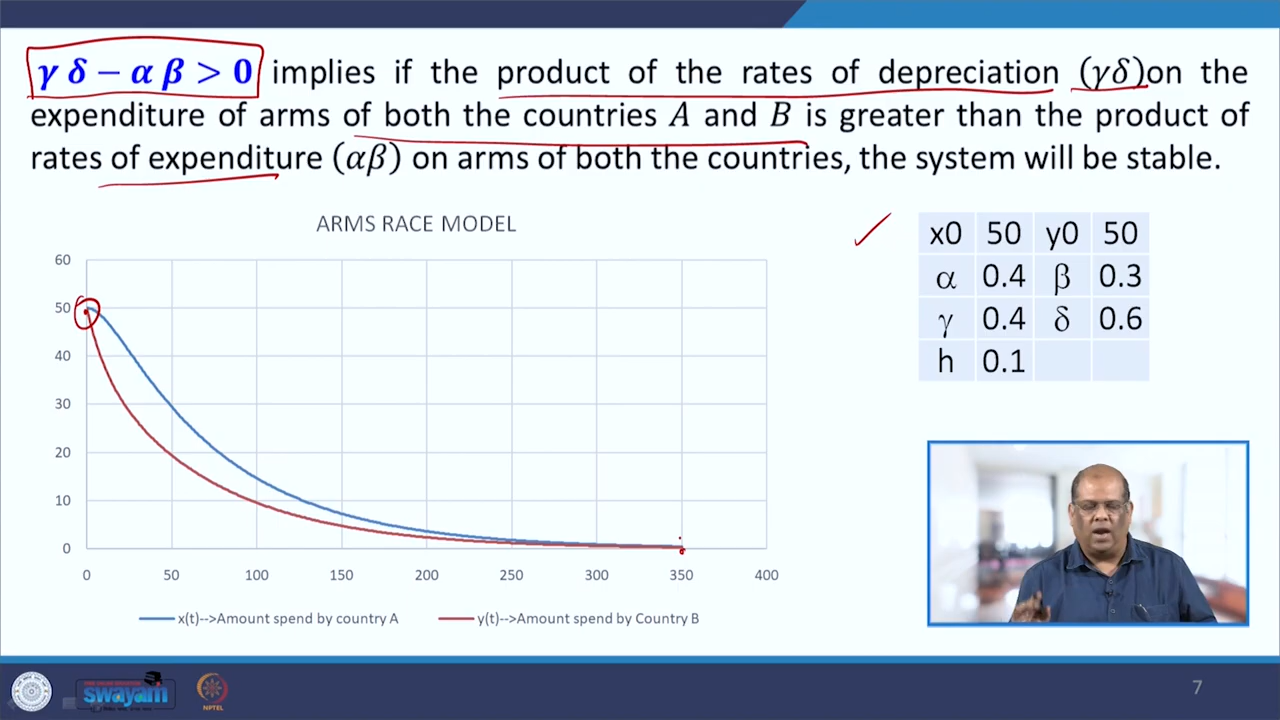 γ δ − α β > 0 implies if the product of the rates of depreciation (γδ)on the
expenditure of arms of both the countries A and B is greater than the product of
rates of expenditure (αβ) on arms of both the countries, the system will be stable.
ARMS RACE MODEL
60
50
40
30
20
10
0
0 50 100 150 200 250 300 350 400
x(t)-->Amount spend by country A y(t)-->Amount spend by Country B
x0 50 y0 50
α 0.4 β 0.3
γ 0.4 δ 0.6
h 0.1
swayam
NPTEL
7